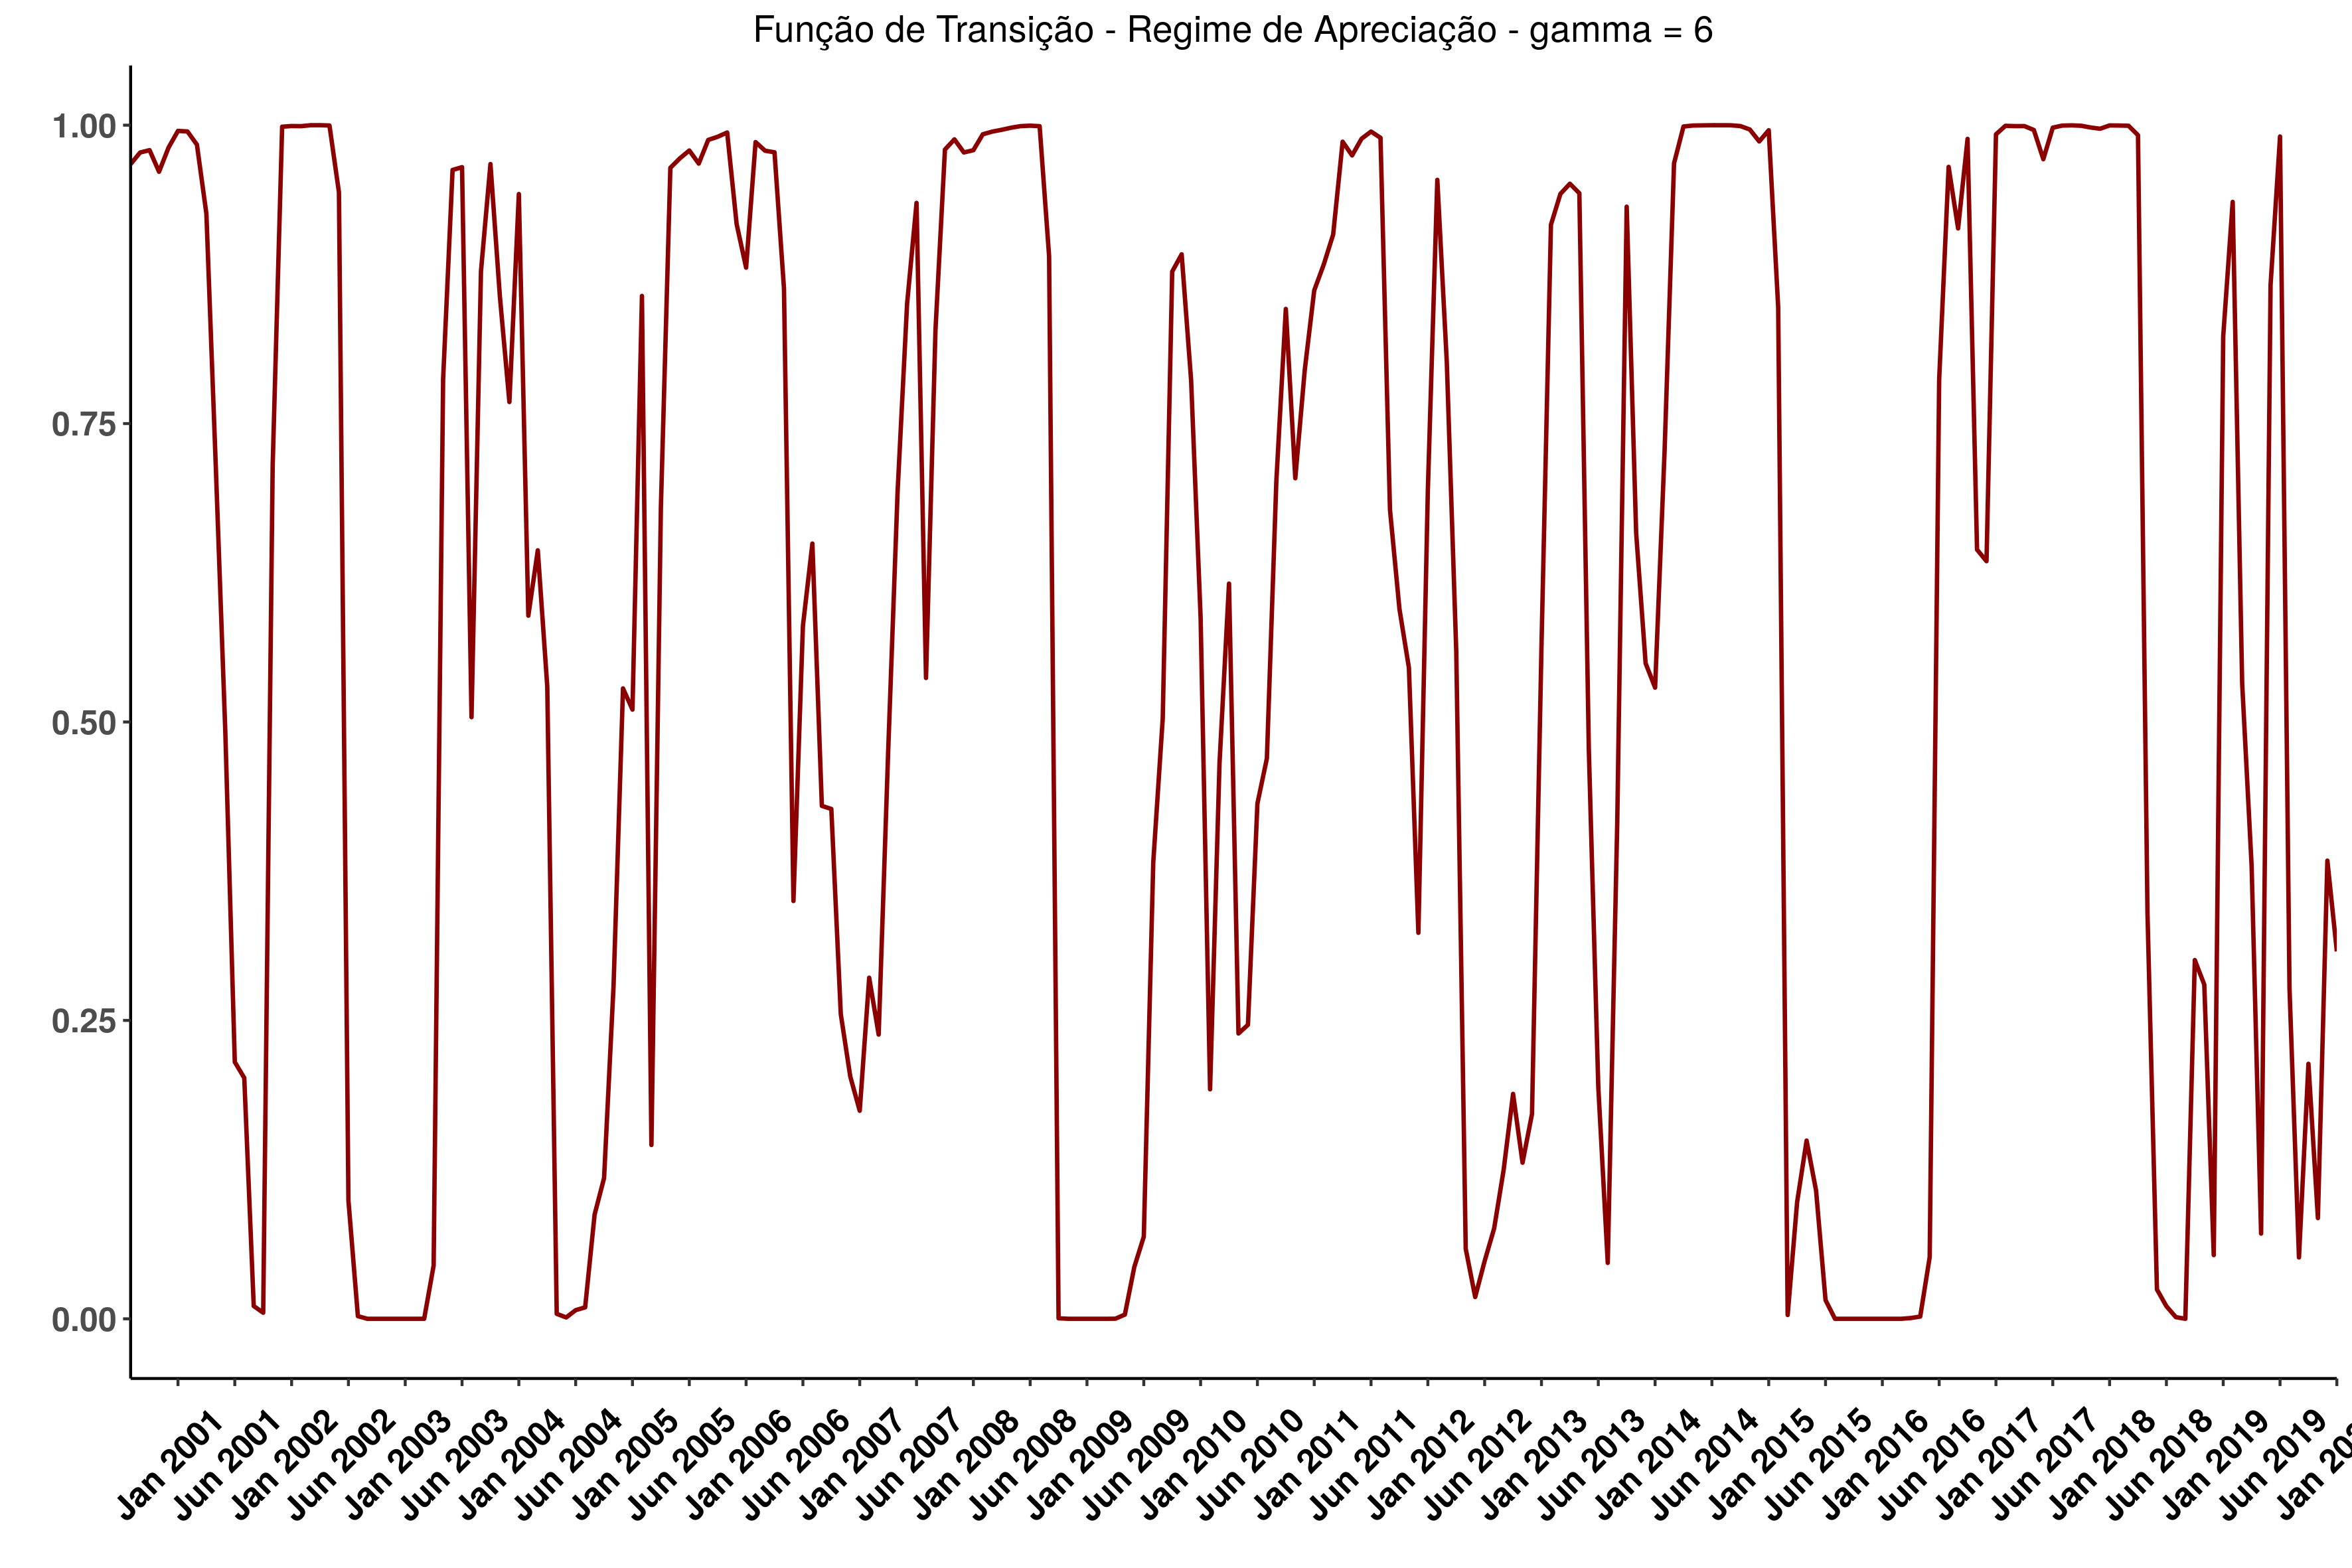 Função de Transição - Regime de Apreciação - gamma = 6
1.00
0.75
0.50
0.25
0.00
Jan 2001
Jun 2001
Jan 2002
Jun 2002
Jan 2003
Jun 2003
Jan 2004
Jun 2004
Jan 2005
Jun 2005
Jan 2006
Jun 2006
Jan 2007
Jun 2007
Jan 2008
Jun 2008
Jan 2009
Jun 2009
Jan 2010
Jun 2010
Jan 2011
Jun 2011
Jan 2012
Jun 2012
Jan 2013
Jun 2013
Jan 2014
Jun 2014
Jan 2015
Jun 2015
Jan 2016
Jun 2016
Jan 2017
Jun 2017
Jan 2018
Jun 2018
Jan 2019
Jun 2019
Jan